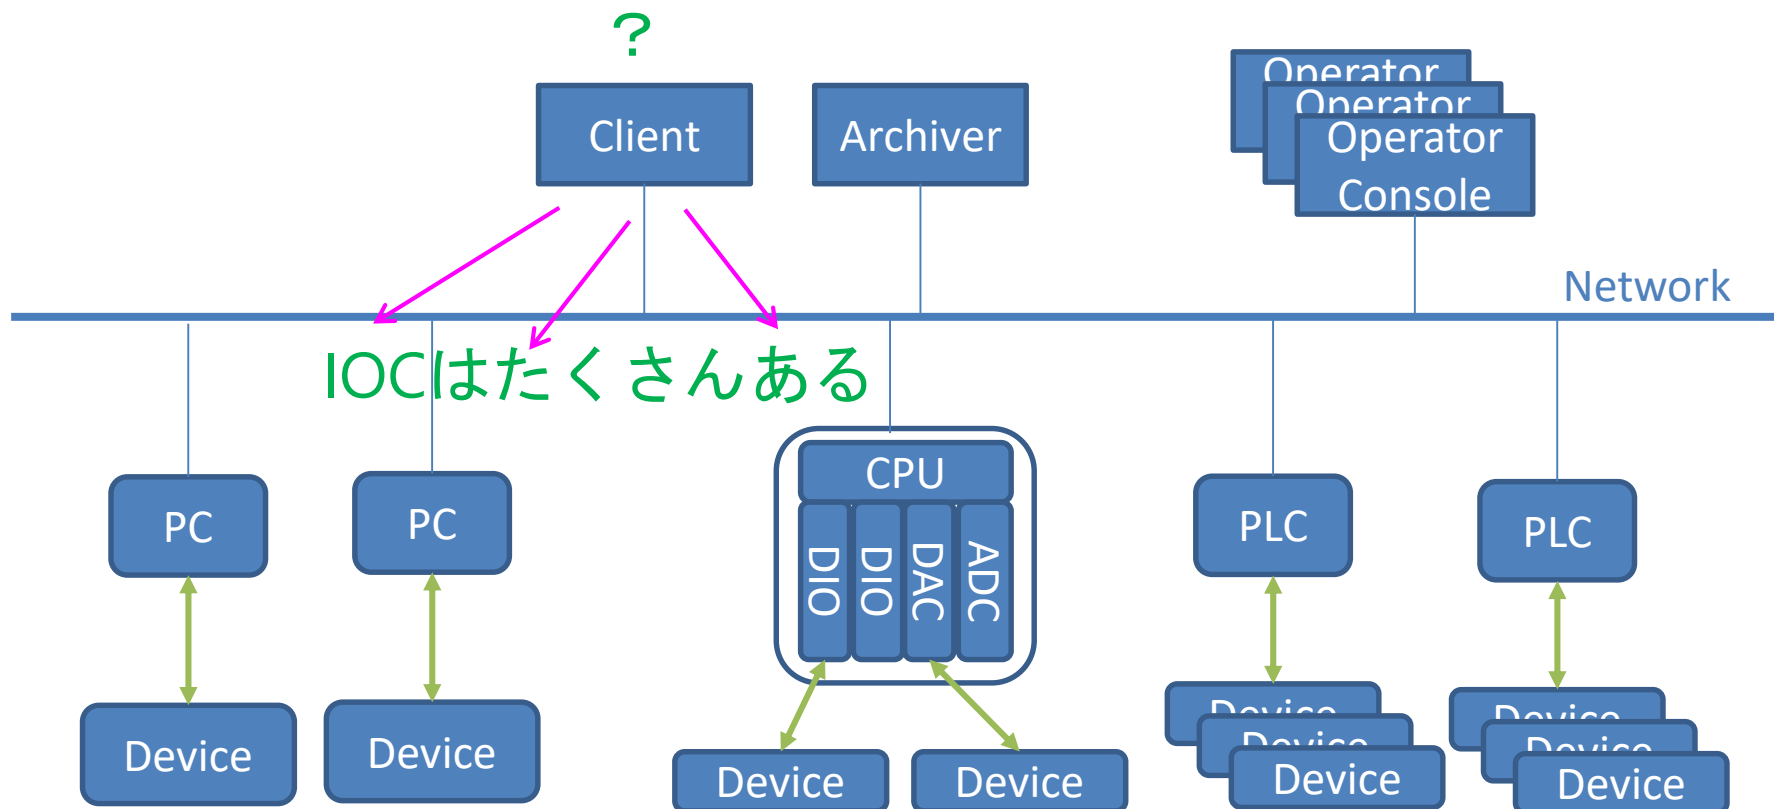 ?
Client
Archiver
Operator
Operator
Operator
Console
Network
IOCはたくさんある
PC
PC
CPU
DIO
DIO
DAC
ADC
PLC
PLC
Device
Device
Device
Device
Device
Device
Device
Device
Device
Device